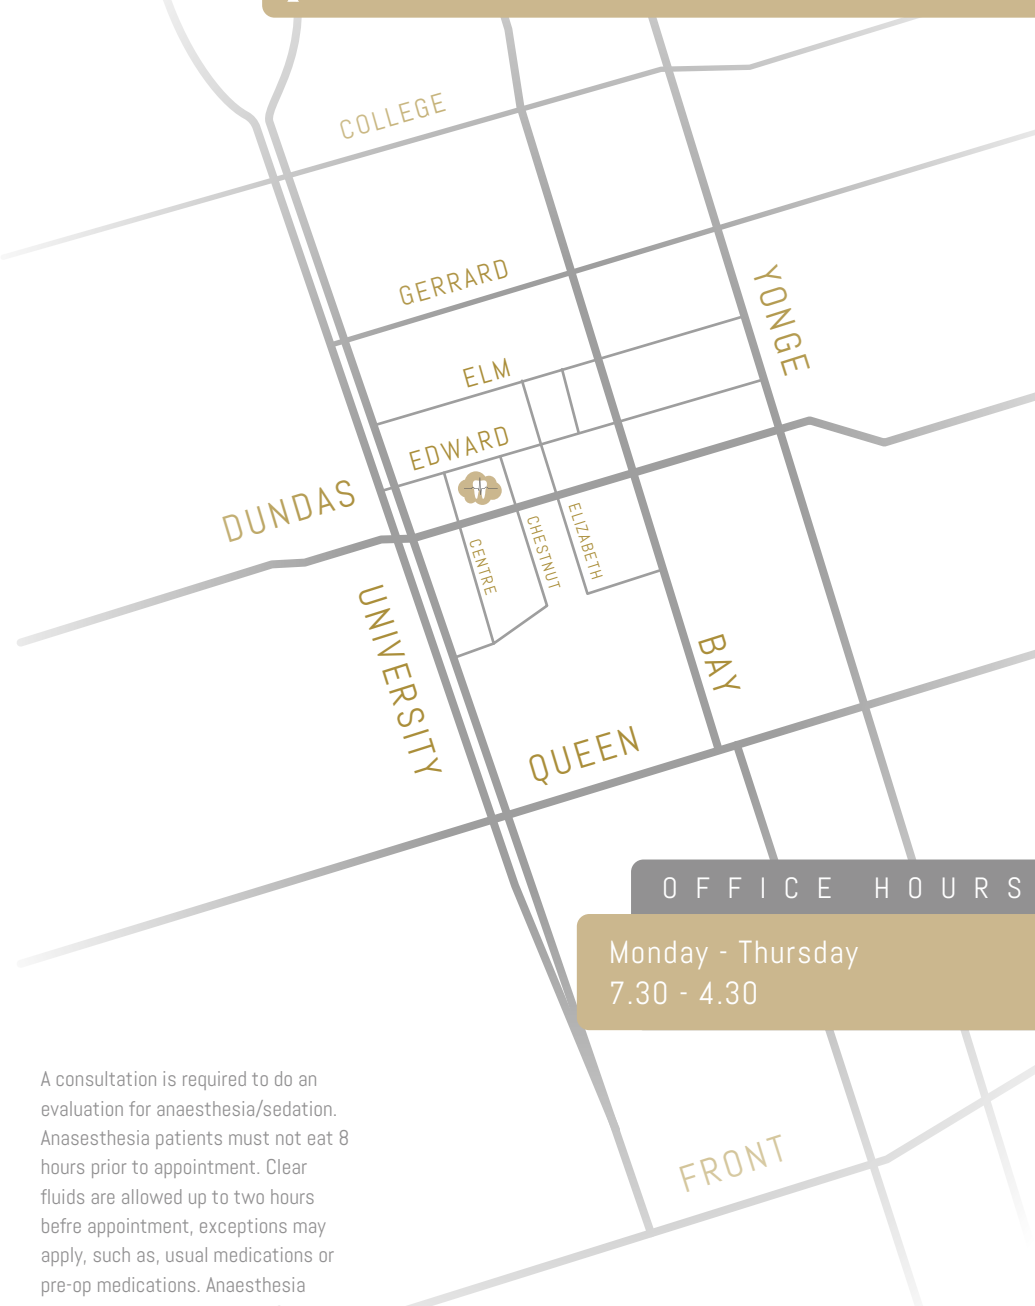 COLLEGE
GERRARD
YONGE
ELM
EDWARD
DUNDAS
CENTRE
CHESTNUT
ELIZABETH
UNIVERSITY
BAY
QUEEN
OFFICE HOURS
Monday - Thursday
7.30 - 4.30
A consultation is required to do an
evaluation for anaesthesia/sedation.
Anasesthesia patients must not eat 8
hours prior to appointment. Clear
fluids are allowed up to two hours
befre appointment, exceptions may
apply, such as, usual medications or
pre-op medications. Anaesthesia
FRONT